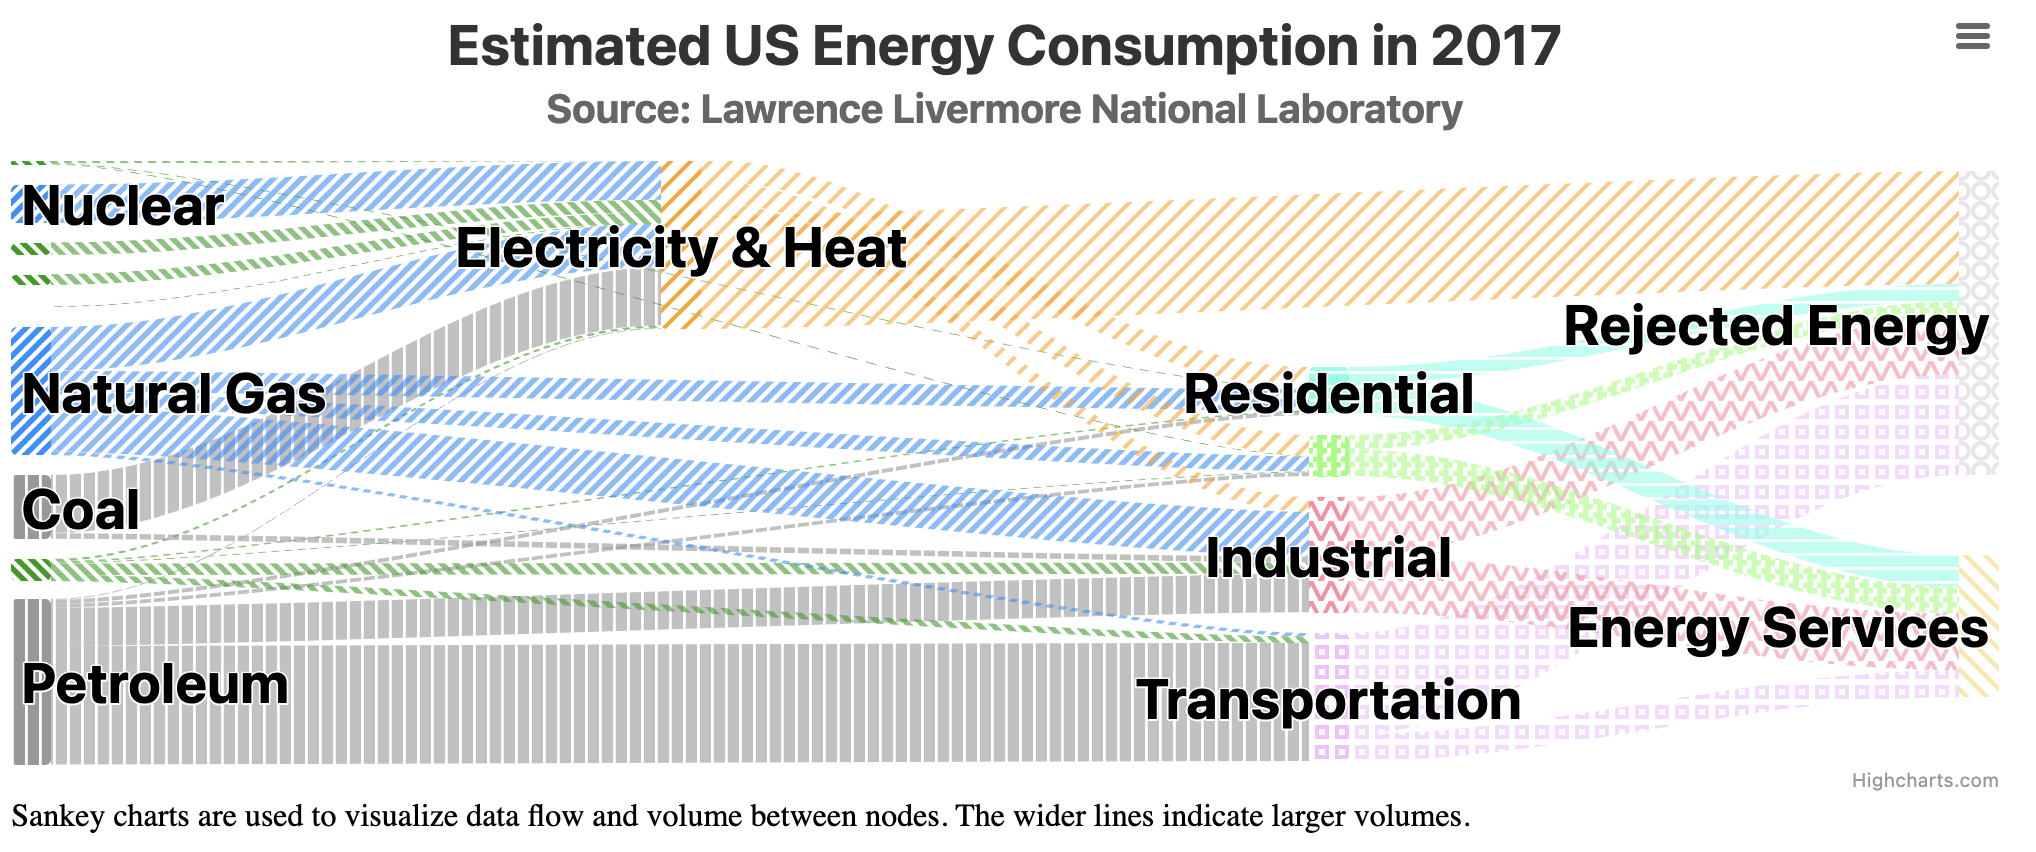 Estimated US Energy Consumption in 2017
Source: Lawrence Livermore National Laboratory
Nuclear
Electricity & Heat
Rejected Energy
Natural Gas
Residential
Coal
Industrial
Energy Services
Petroleum
Transportation
Highcharts.com
Sankey charts are used to visualize data flow and volume between nodes. The wider lines indicate larger volumes.